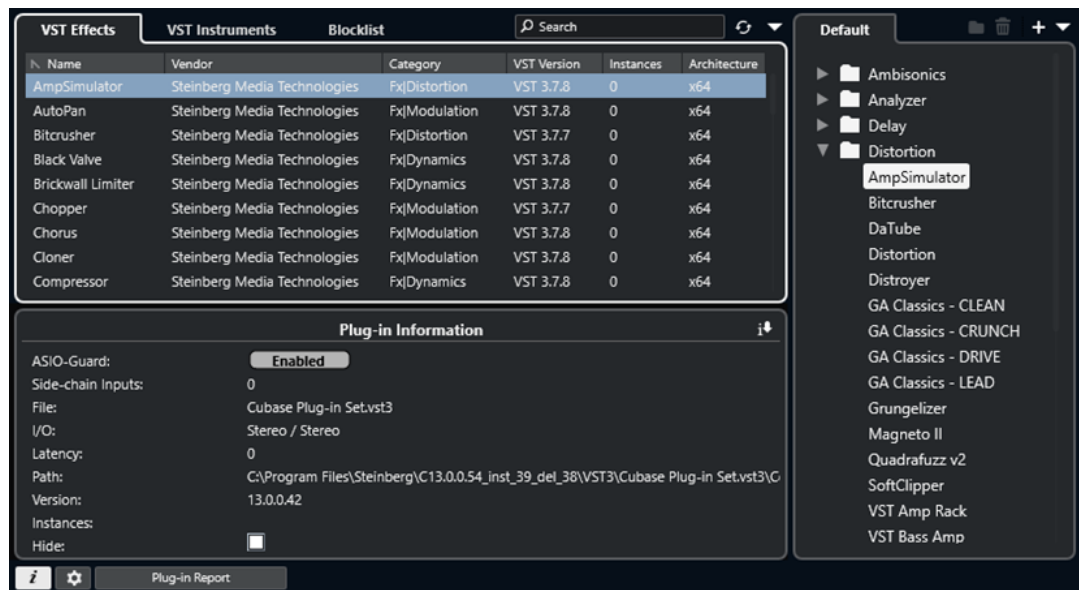 VST Effects VST Instruments Blocklist Search
Name Vendor Category VST Version Instances Architecture
AmpSimulator Steinberg Media Technologies Fx|Distortion VST 3.7.8 0 x64
AutoPan Steinberg Media Technologies Fx|Modulation VST 3.7.8 0 x64
Bitcrusher Steinberg Media Technologies Fx|Distortion VST 3.7.7 0 x64
Black Valve Steinberg Media Technologies Fx|Dynamics VST 3.7.8 0 x64
Brickwall Limiter Steinberg Media Technologies Fx|Dynamics VST 3.7.8 0 x64
Chopper Steinberg Media Technologies Fx|Modulation VST 3.7.7 0 x64
Chorus Steinberg Media Technologies Fx|Modulation VST 3.7.8 0 x64
Cloner Steinberg Media Technologies Fx|Modulation VST 3.7.8 0 x64
Compressor Steinberg Media Technologies Fx|Dynamics VST 3.7.8 0 x64
Plug-in Information
ASIO-Guard: Enabled
Side-chain Inputs: 0
File: Cubase Plug-in Set.vst3
I/O: Stereo / Stereo
Latency: 0
Path: C:\Program Files\Steinberg\C13.0.0.54_inst_39_del_38\VST3\Cubase Plug-in Set.vst3\C
Version: 13.0.0.42
Instances:
Hide:
i Plug-in Report
Default
Ambisonics
Analyzer
Delay
Distortion
AmpSimulator
Bitcrusher
DaTube
Distortion
Distroyer
GA Classics - CLEAN
GA Classics - CRUNCH
GA Classics - DRIVE
GA Classics - LEAD
Grungelizer
Magneto II
Quadrafuzz v2
SoftClipper
VST Amp Rack
VST Bass Amp